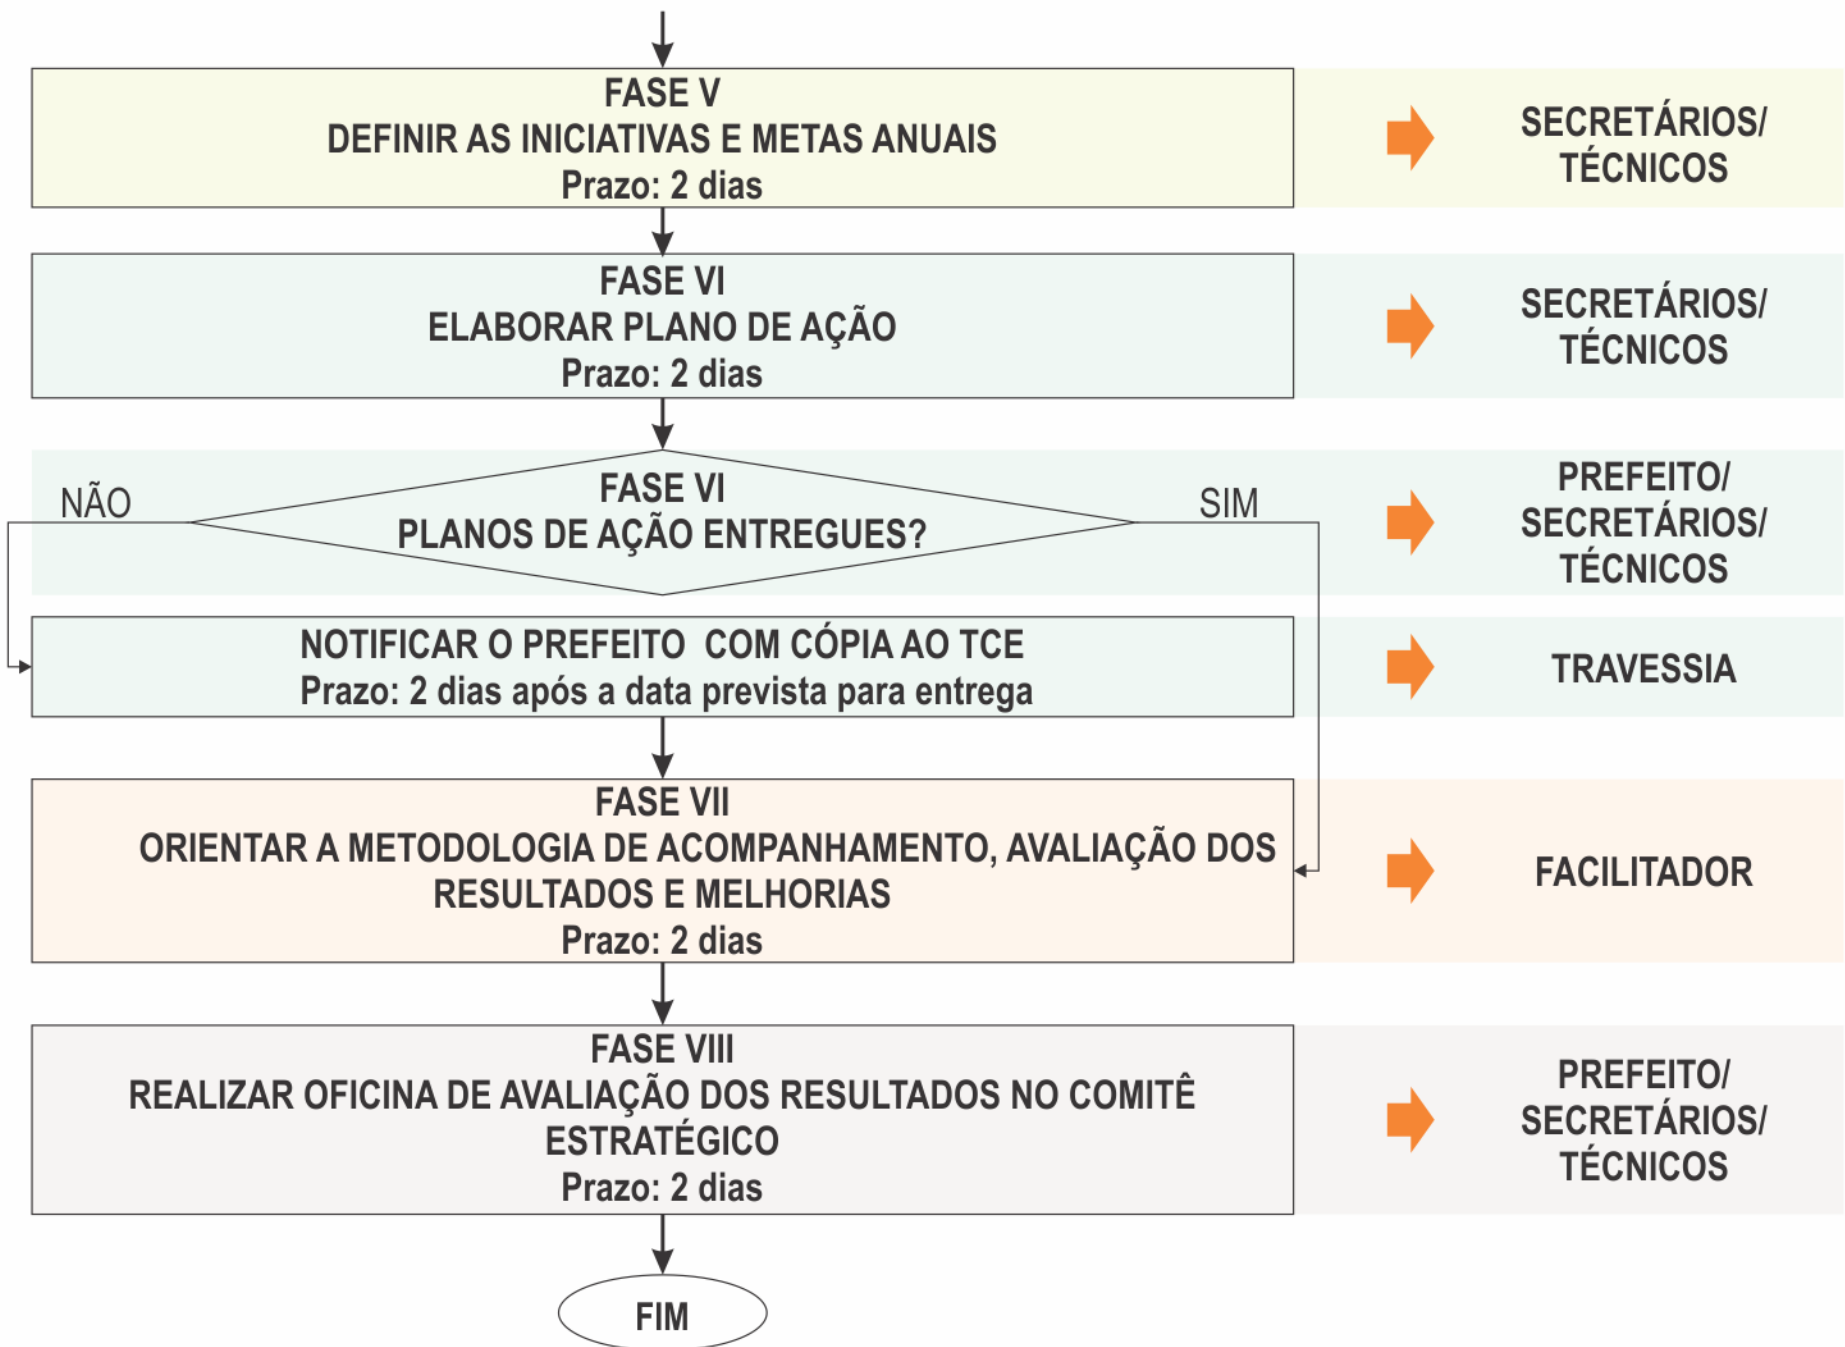 FASE V
DEFINIR AS INICIATIVAS E METAS ANUAIS
Prazo: 2 dias
SECRETÁRIOS/
TÉCNICOS
FASE VI
ELABORAR PLANO DE AÇÃO
Prazo: 2 dias
SECRETÁRIOS/
TÉCNICOS
NÃO
FASE VI
PLANOS DE AÇÃO ENTREGUES?
SIM
PREFEITO/
SECRETÁRIOS/
TÉCNICOS
NOTIFICAR O PREFEITO COM CÓPIA AO TCE
Prazo: 2 dias após a data prevista para entrega
TRAVESSIA
FASE VII
ORIENTAR A METODOLOGIA DE ACOMPANHAMENTO, AVALIAÇÃO DOS
RESULTADOS E MELHORIAS
Prazo: 2 dias
FACILITADOR
FASE VIII
REALIZAR OFICINA DE AVALIAÇÃO DOS RESULTADOS NO COMITÊ
ESTRATÉGICO
Prazo: 2 dias
PREFEITO/
SECRETÁRIOS/
TÉCNICOS
FIM